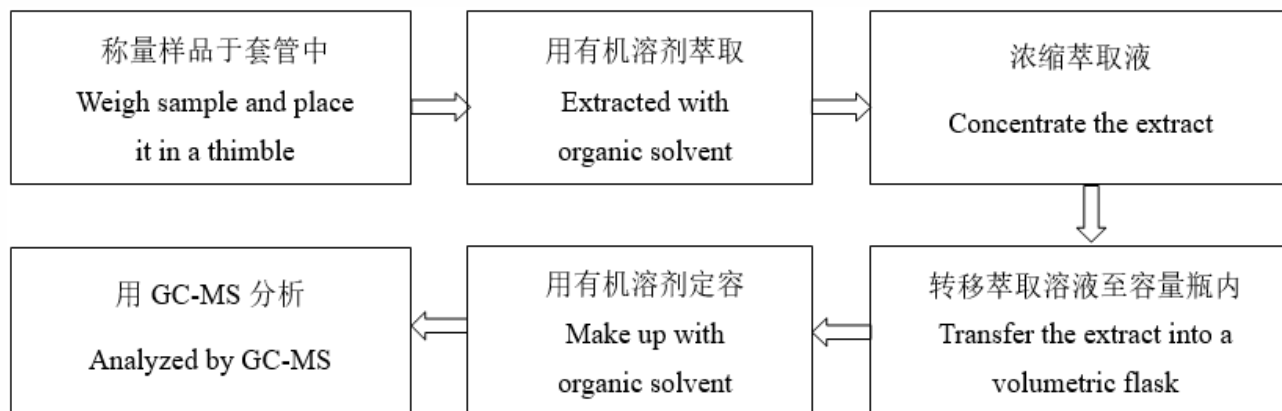 称量样品于套管中
Weigh sample and place
it in a thimble
用有机溶剂萃取
Extracted with
organic solvent
浓缩萃取液
Concentrate the extract
转移萃取溶液至容量瓶内
Transfer the extract into a
volumetric flask
用有机溶剂定容
Make up with
organic solvent
用 GC-MS 分析
Analyzed by GC-MS